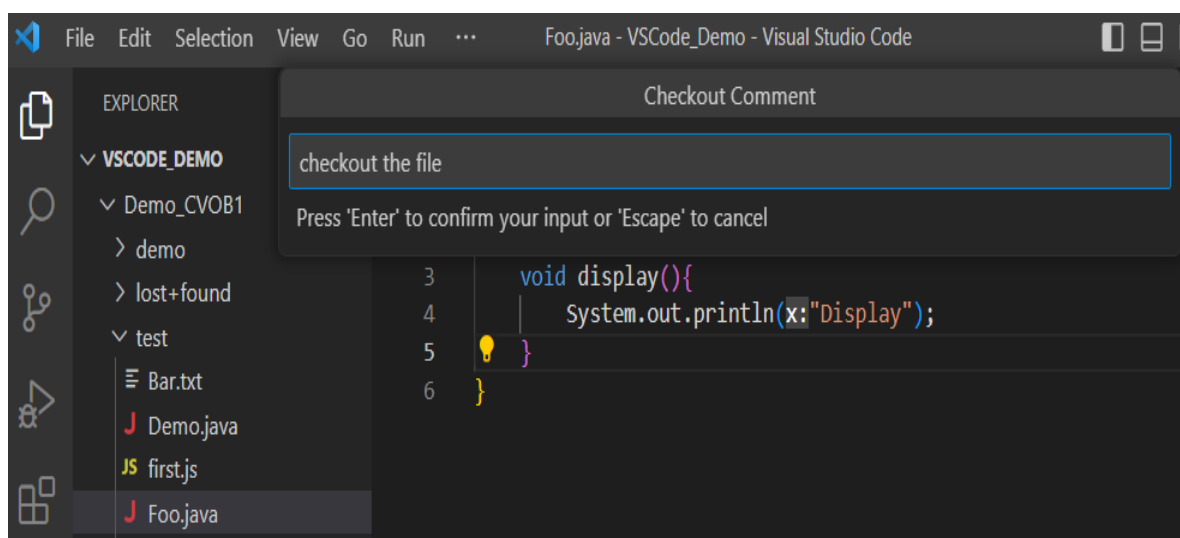 File Edit Selection View Go Run ··· Foo.java - VSCode_Demo - Visual Studio Code
EXPLORER
VSCODE_DEMO
Demo_CVOB1
demo
lost+found
test
Bar.txt
J Demo.java
JS first.js
J Foo.java
Checkout Comment
checkout the file
Press 'Enter' to confirm your input or 'Escape' to cancel
3 void display(){
4 System.out.println(x:"Display");
5 }
6 }